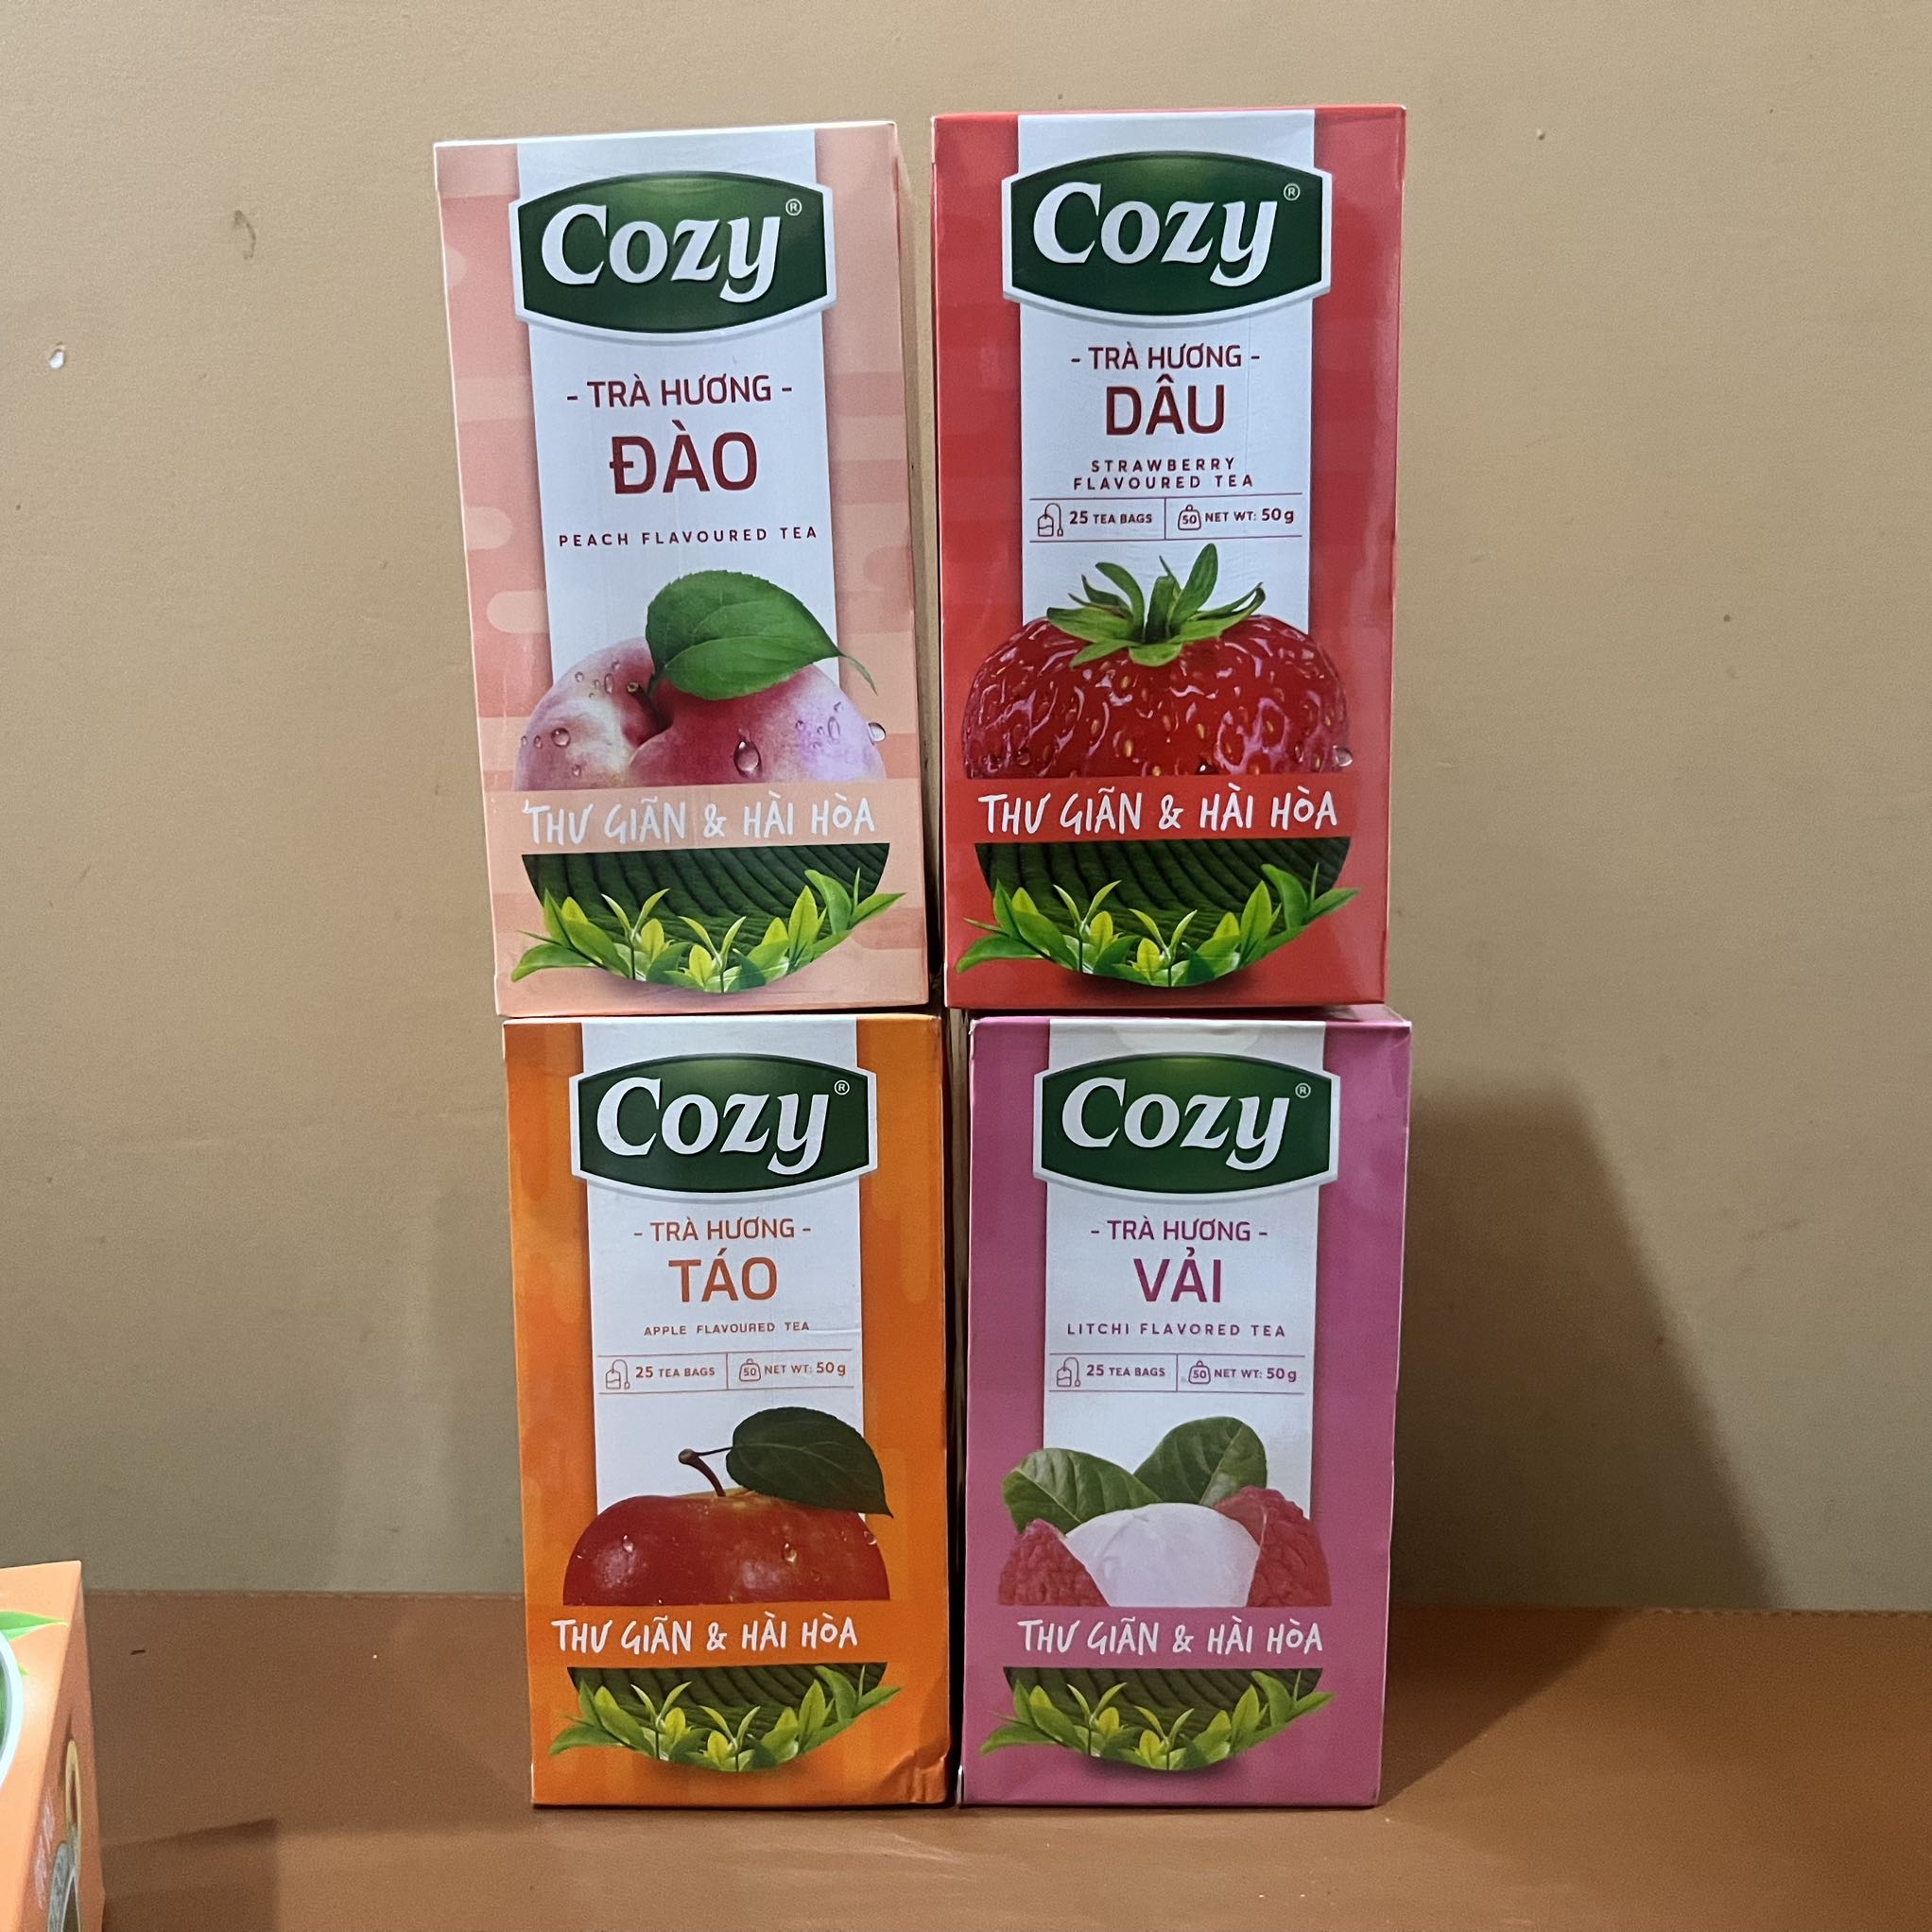 Cozy®
- TRÀ HƯƠNG -
ĐÀO
PEACH FLAVOURED TEA
THƯ GIÃN & HÀI HÒA
Cozy®
- TRÀ HƯƠNG -
DÂU
STRAWBERRY
FLAVOURED TEA
25 TEA BAGS
50 NET WT: 50g
THƯ GIÃN & HÀI HÒA
Cozy®
- TRÀ HƯƠNG -
TÁO
APPLE FLAVOURED TEA
25 TEA BAGS
50 NET WT: 50g
THƯ GIÃN & HÀI HÒA
Cozy®
- TRÀ HƯƠNG -
VẢI
LITCHI FLAVORED TEA
25 TEA BAGS
50 NET WT: 50g
THƯ GIÃN & HÀI HÒA